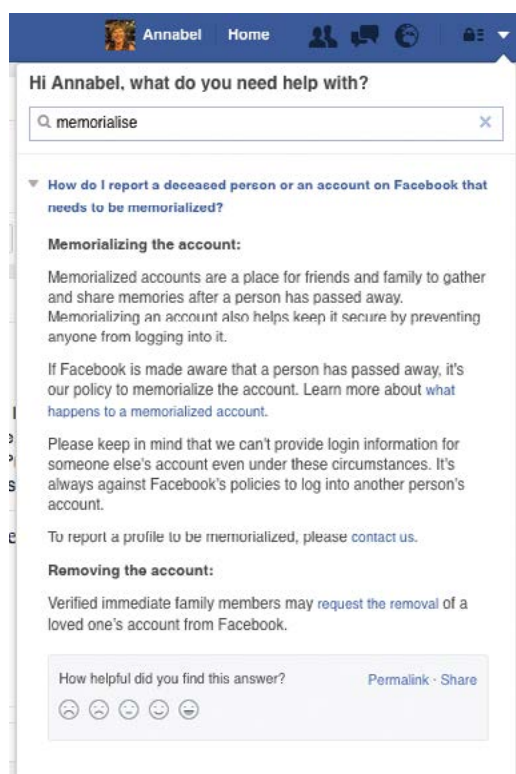 Annabel Home
Hi Annabel, what do you need help with?
memorialise
How do I report a deceased person or an account on Facebook that
needs to be memorialized?
Memorializing the account:
Memorialized accounts are a place for friends and family to gather
and share memories after a person has passed away.
Memorializing an account also helps keep it secure by preventing
anyone from logging into it.
If Facebook is made aware that a person has passed away, it's
our policy to memorialize the account. Learn more about what
happens to a memorialized account.
Please keep in mind that we can't provide login information for
someone else's account even under these circumstances. It's
always against Facebook's policies to log into another person's
account.
To report a profile to be memorialized, please contact us.
Removing the account:
Verified immediate family members may request the removal of a
loved one's account from Facebook.
How helpful did you find this answer? Permalink · Share